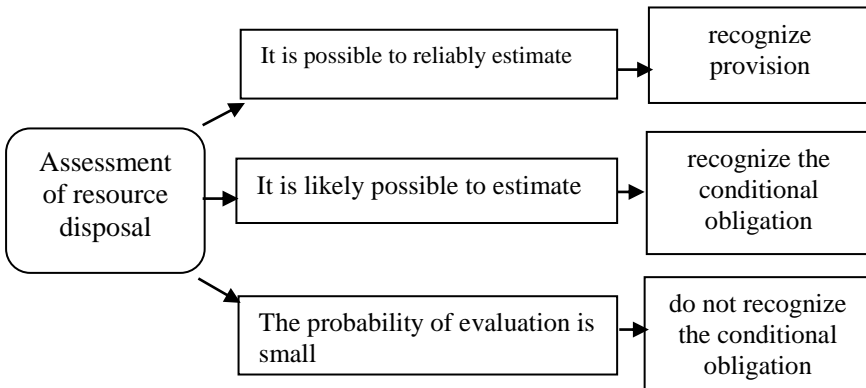 It is possible to reliably estimate
recognize
provision
Assessment
of resource
disposal
It is likely possible to estimate
recognize the
conditional
obligation
The probability of evaluation is
small
do not recognize
the conditional
obligation